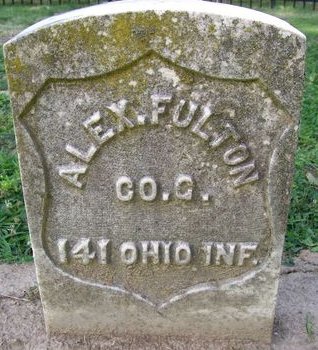 ALEX. FULTON
CO. G.
141 OHIO INF.